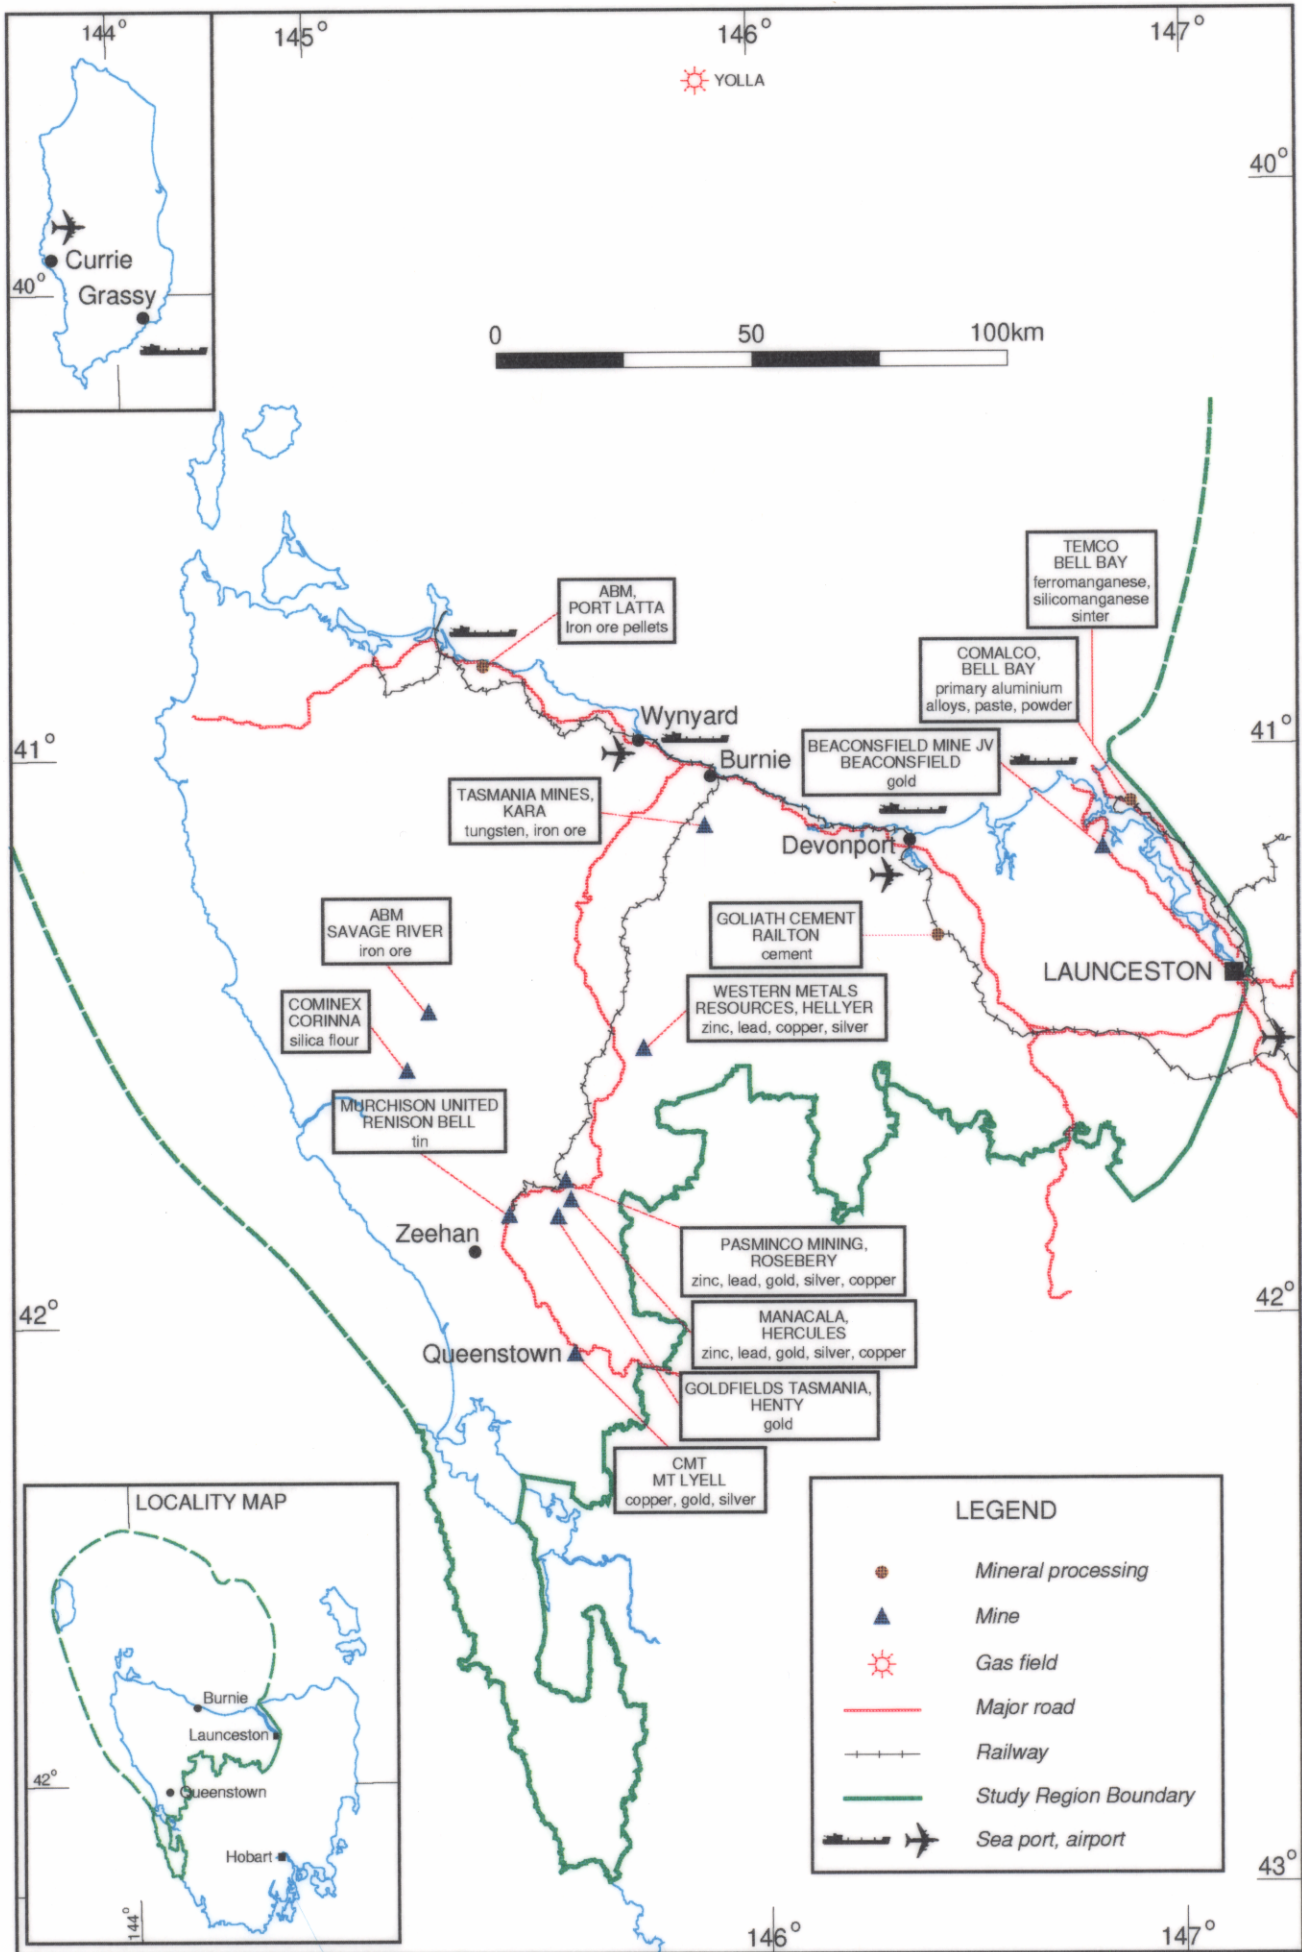 144°
145°
146°
147°
YOLLA
40°
Currie
40°
Grassy
0 50 100km
TEMCO
BELL BAY
ferromanganese,
silicomanganese
sinter
ABM,
PORT LATTA
Iron ore pellets
COMALCO,
BELL BAY
primary aluminium
alloys, paste, powder
Wynyard
41°
41°
BEACONSFIELD MINE JV
BEACONSFIELD
gold
Burnie
TASMANIA MINES,
KARA
tungsten, iron ore
Devonport
ABM
SAVAGE RIVER
iron ore
GOLIATH CEMENT
RAILTON
cement
LAUNCESTON
COMINEX
CORINNA
silica flour
WESTERN METALS
RESOURCES, HELLYER
zinc, lead, copper, silver
MURCHISON UNITED
RENISON BELL
tin
Zeehan
PASMINCO MINING,
ROSEBERY
zinc, lead, gold, silver, copper
42°
42°
MANACALA,
HERCULES
zinc, lead, gold, silver, copper
Queenstown
GOLDFIELDS TASMANIA,
HENTY
gold
CMT
MT LYELL
copper, gold, silver
LOCALITY MAP
Burnie
Launceston
42°
Queenstown
Hobart
144°
LEGEND
Mineral processing
Mine
Gas field
Major road
Railway
Study Region Boundary
Sea port, airport
43°
146°
147°